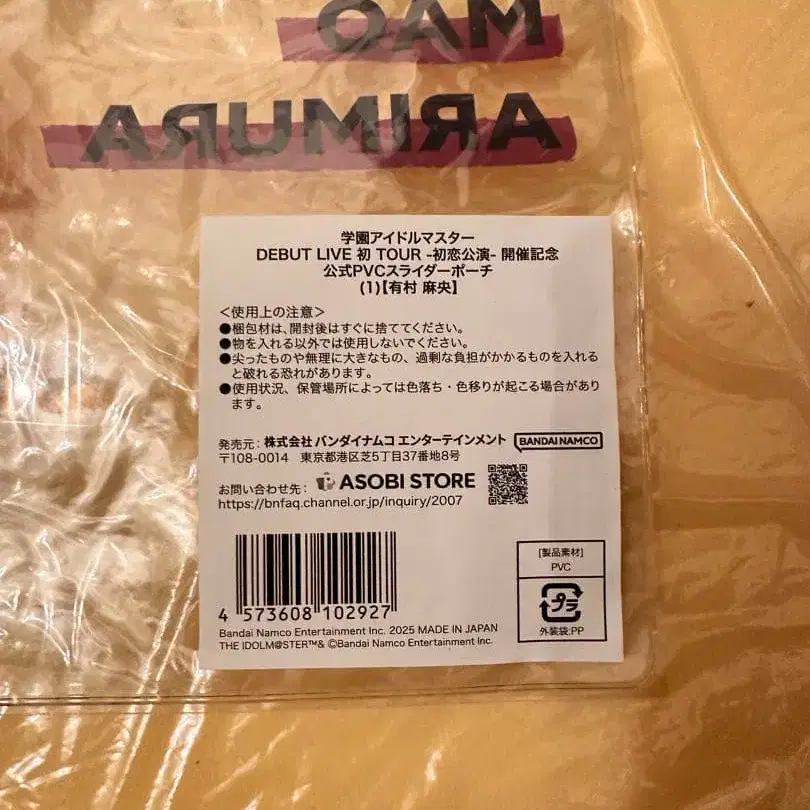 MAO
ARIMURA
学園アイドルマスター
DEBUT LIVE 初 TOUR -初恋公演- 開催記念
公式PVCスライダーポーチ
(1)【有村 麻央】
＜使用上の注意＞
●梱包材は、開封後はすぐに捨ててください。
●物を入れる以外では使用しないでください。
●尖ったものや無理に大きなもの、過剰な負担がかかるものを入れると破れる恐れがあります。
●使用状況、保管場所によっては色落ち・色移りが起こる場合があります。
発売元：株式会社 バンダイナムコ エンターテインメント BANDAI NAMCO
〒108-0014 東京都港区芝5丁目37番地8号
お問い合わせ先： ASOBI STORE
https://bnfaq.channel.or.jp/inquiry/2007
4 573608 102927
[製品素材]
PVC
プラ
外装袋:PP
Bandai Namco Entertainment Inc. 2025 MADE IN JAPAN
THE IDOLM@STER™& ©Bandai Namco Entertainment Inc.